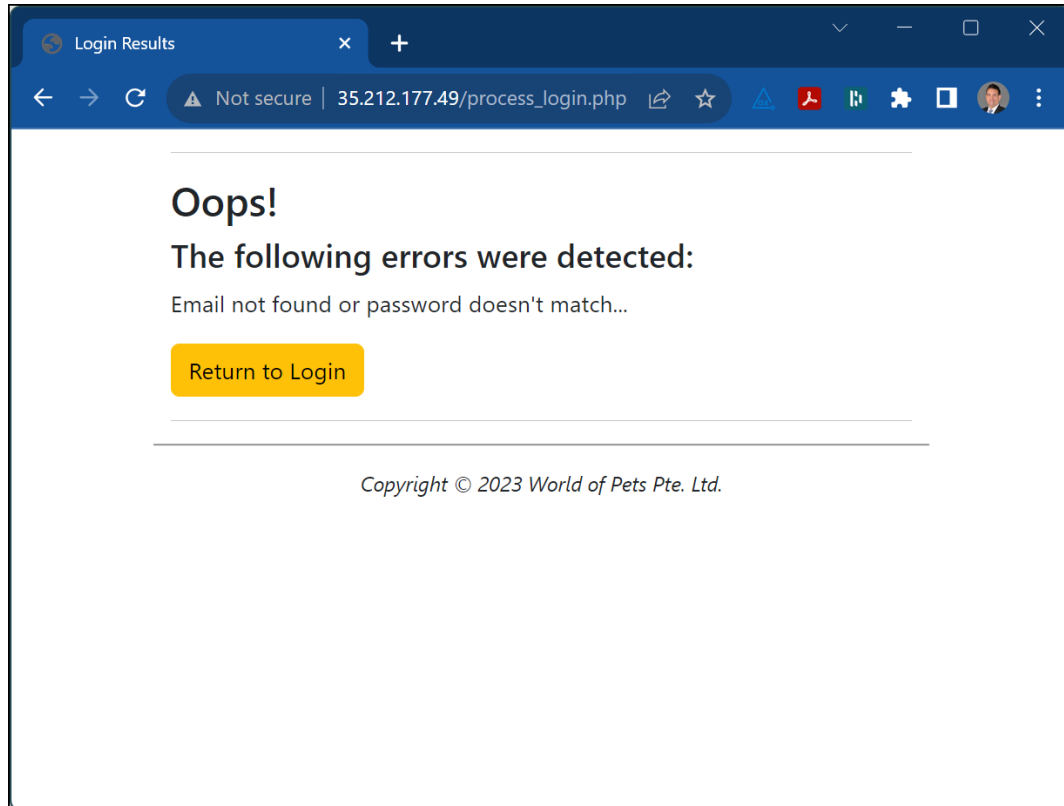 Login Results
Not secure | 35.212.177.49/process_login.php
Oops!
The following errors were detected:
Email not found or password doesn't match...
Return to Login
Copyright © 2023 World of Pets Pte. Ltd.